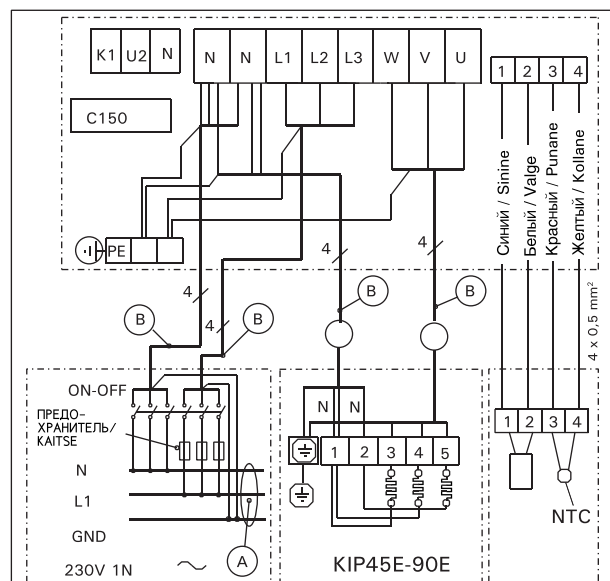 K1 U2 N
N N L1 L2 L3 W V U
1 2 3 4
C150
Синий / Sinine
Белый / Valge
Красный / Punane
Желтый / Kollane
PE
4
4
4
4
B
B
B
B
4 x 0,5 mm²
ON-OFF
ПРЕДО-
ХРАНИТЕЛЬ/
KAITSE
N
L1
GND
230V 1N
A
N N
1 2 3 4 5
KIP45E-90E
1 2 3 4
NTC